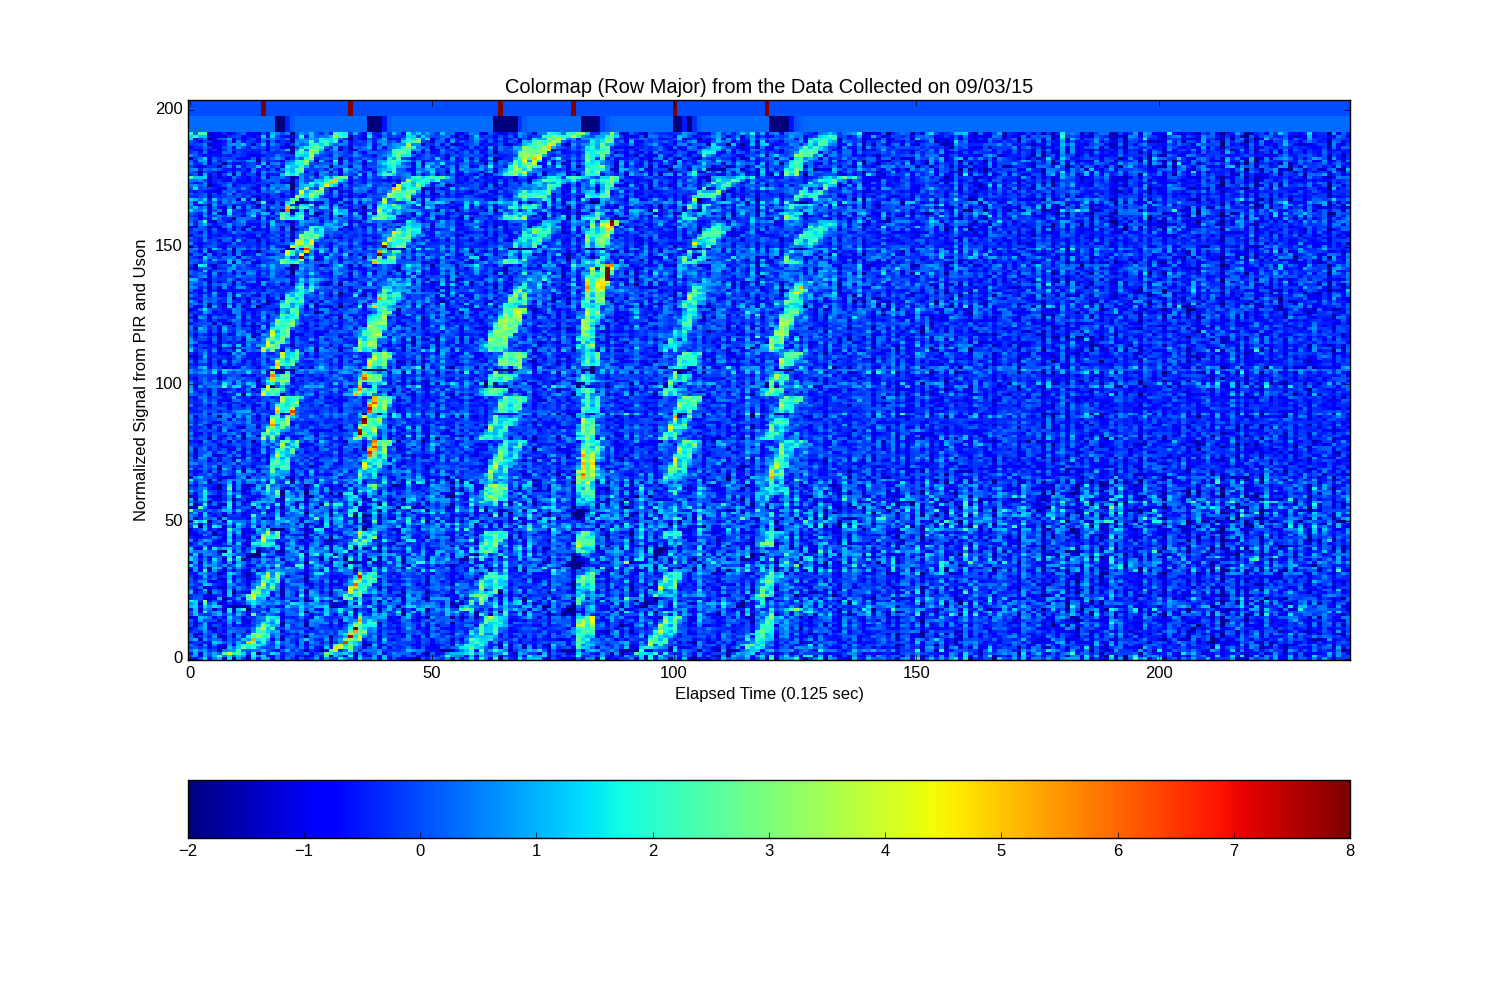 Colormap (Row Major) from the Data Collected on 09/03/15
Normalized Signal from PIR and Uson
200
150
100
50
0
0 50 100 150 200
Elapsed Time (0.125 sec)
−2 −1 0 1 2 3 4 5 6 7 8